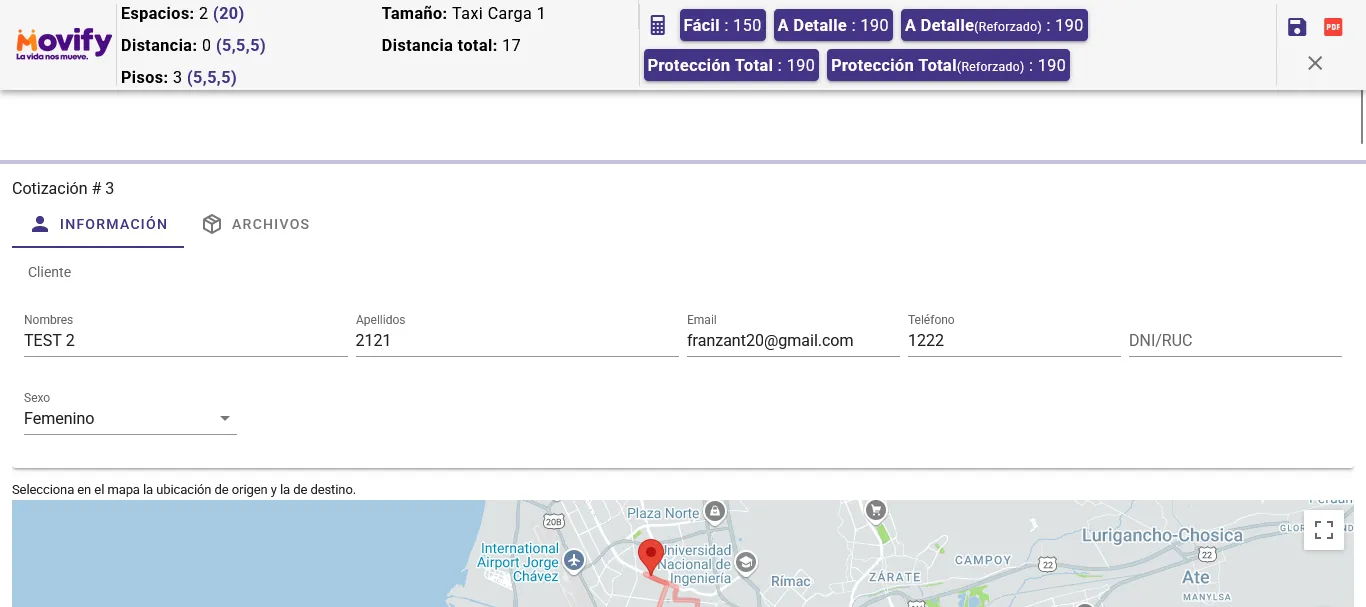 Movify
La vida nos mueve.
Espacios: 2 (20)
Distancia: 0 (5,5,5)
Pisos: 3 (5,5,5)
Tamaño: Taxi Carga 1
Distancia total: 17
Fácil : 150
A Detalle : 190
A Detalle(Reforzado) : 190
Protección Total : 190
Protección Total(Reforzado) : 190
PDF
Cotización # 3
INFORMACIÓN
ARCHIVOS
Cliente
Nombres
TEST 2
Apellidos
2121
Email
franzant20@gmail.com
Teléfono
1222
DNI/RUC
Sexo
Femenino
Selecciona en el mapa la ubicación de origen y la de destino.
Plaza Norte
20B
International
Airport Jorge
Chávez
Universidad
Nacional de
Ingeniería
Rímac
ZÁRATE
CAMPOY
22
Lurigancho-Chosica
22
Ate
MANYLSA